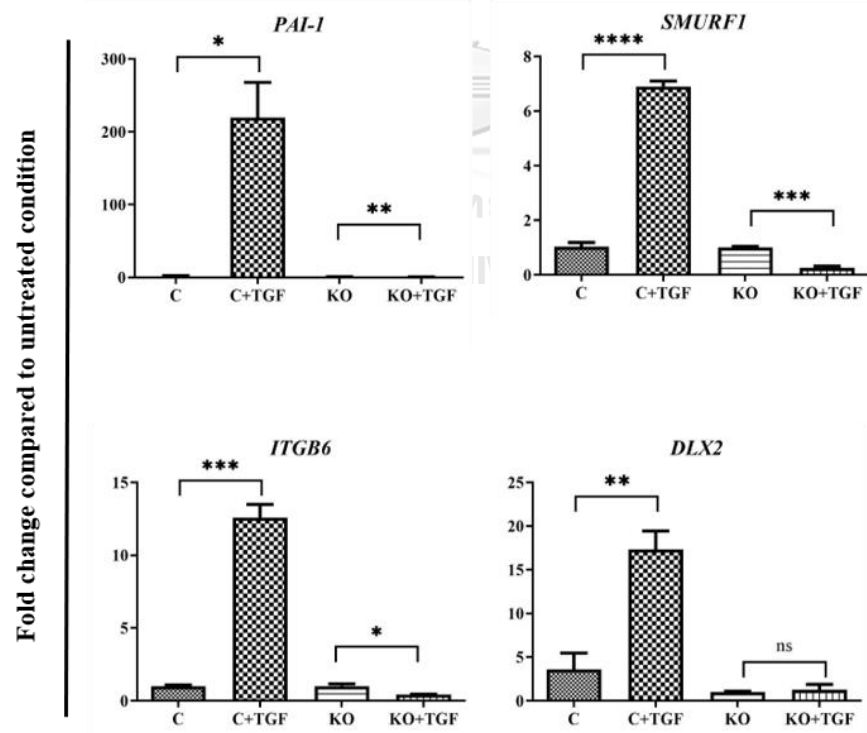 Fold change compared to untreated condition
PAI-1
*
300
200
100
0
**
C C+TGF KO KO+TGF
SMURF1
****
8
6
4
2
0
***
C C+TGF KO KO+TGF
ITGB6
***
15
10
5
0
*
C C+TGF KO KO+TGF
DLX2
**
25
20
15
10
5
0
ns
C C+TGF KO KO+TGF